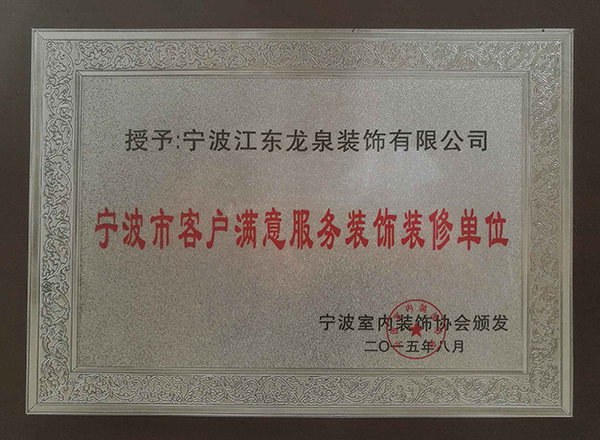 授予:宁波江东龙泉装饰有限公司
宁波市客户满意服务装饰装修单位
宁波室内装饰协会颁发
二〇一五年八月